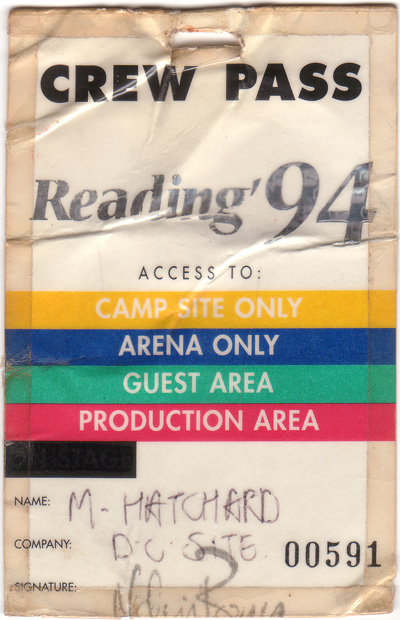 CREW PASS
Reading '94
ACCESS TO:
CAMP SITE ONLY
ARENA ONLY
GUEST AREA
PRODUCTION AREA
NAME: M. HATCHARD
COMPANY: D.C. SITE
00591
SIGNATURE: